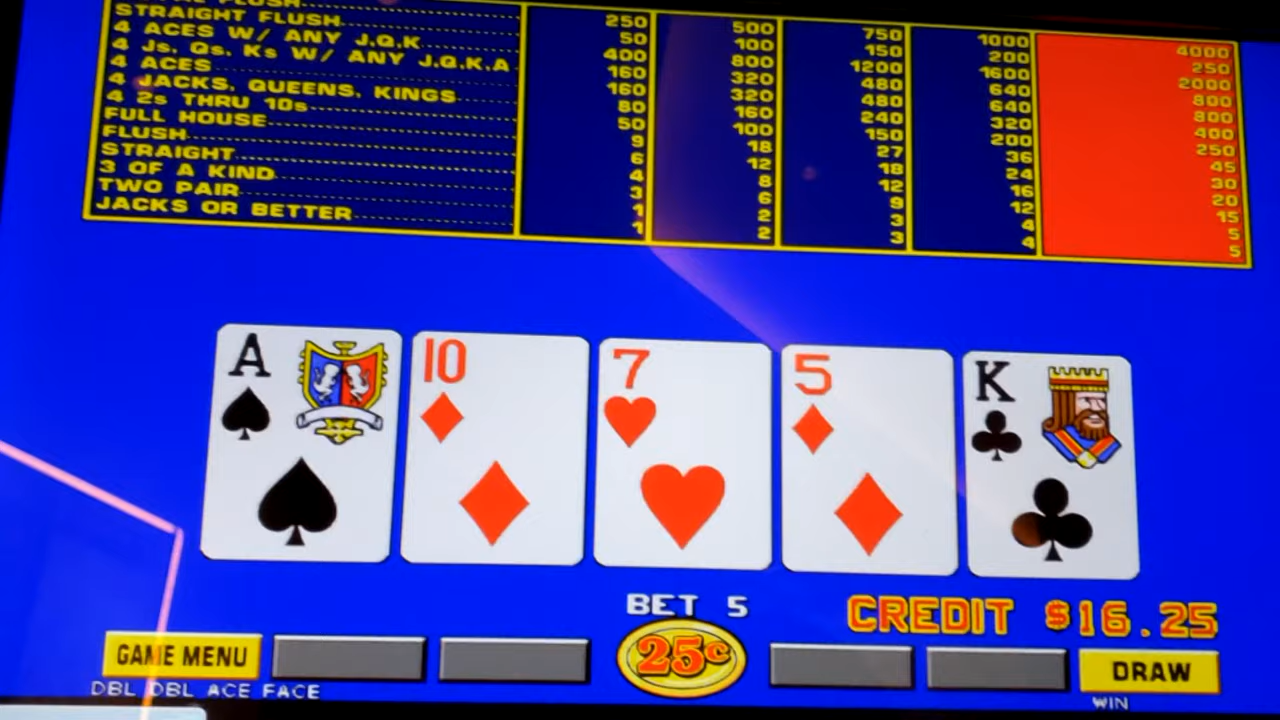 FLUSH 250 500 750 1000 4000
STRAIGHT FLUSH 50 100 150 200 250
4 ACES W/ ANY J,Q,K 400 800 1200 1600 2000
4 Js, Qs, Ks W/ ANY J,Q,K,A 160 320 480 640 800
4 ACES 160 320 480 640 800
4 JACKS, QUEENS, KINGS 80 160 240 320 400
4 2s THRU 10s 50 100 150 200 250
FULL HOUSE 9 18 27 36 45
FLUSH 6 12 18 24 30
STRAIGHT 4 8 12 16 20
3 OF A KIND 3 6 9 12 15
TWO PAIR 1 2 3 4 5
JACKS OR BETTER 1 2 3 4 5
A 10 7 5 K
BET 5 CREDIT $16.25
GAME MENU 25¢ DRAW
DBL DBL ACE FACE WIN